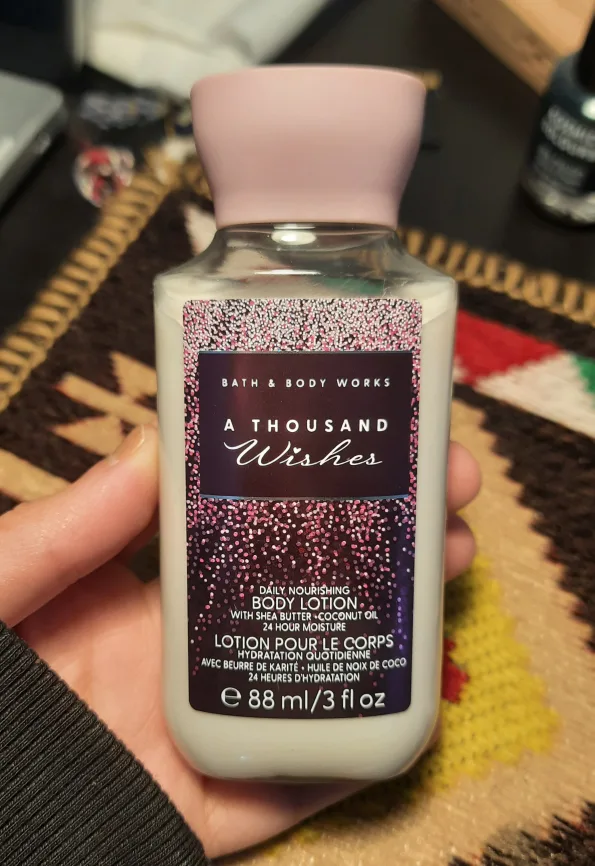 BATH & BODY WORKS
A THOUSAND
Wishes
DAILY NOURISHING
BODY LOTION
WITH SHEA BUTTER • COCONUT OIL
24 HOUR MOISTURE
LOTION POUR LE CORPS
HYDRATATION QUOTIDIENNE
AVEC BEURRE DE KARITÉ • HUILE DE NOIX DE COCO
24 HEURES D'HYDRATATION
℮ 88 ml/3 fl oz